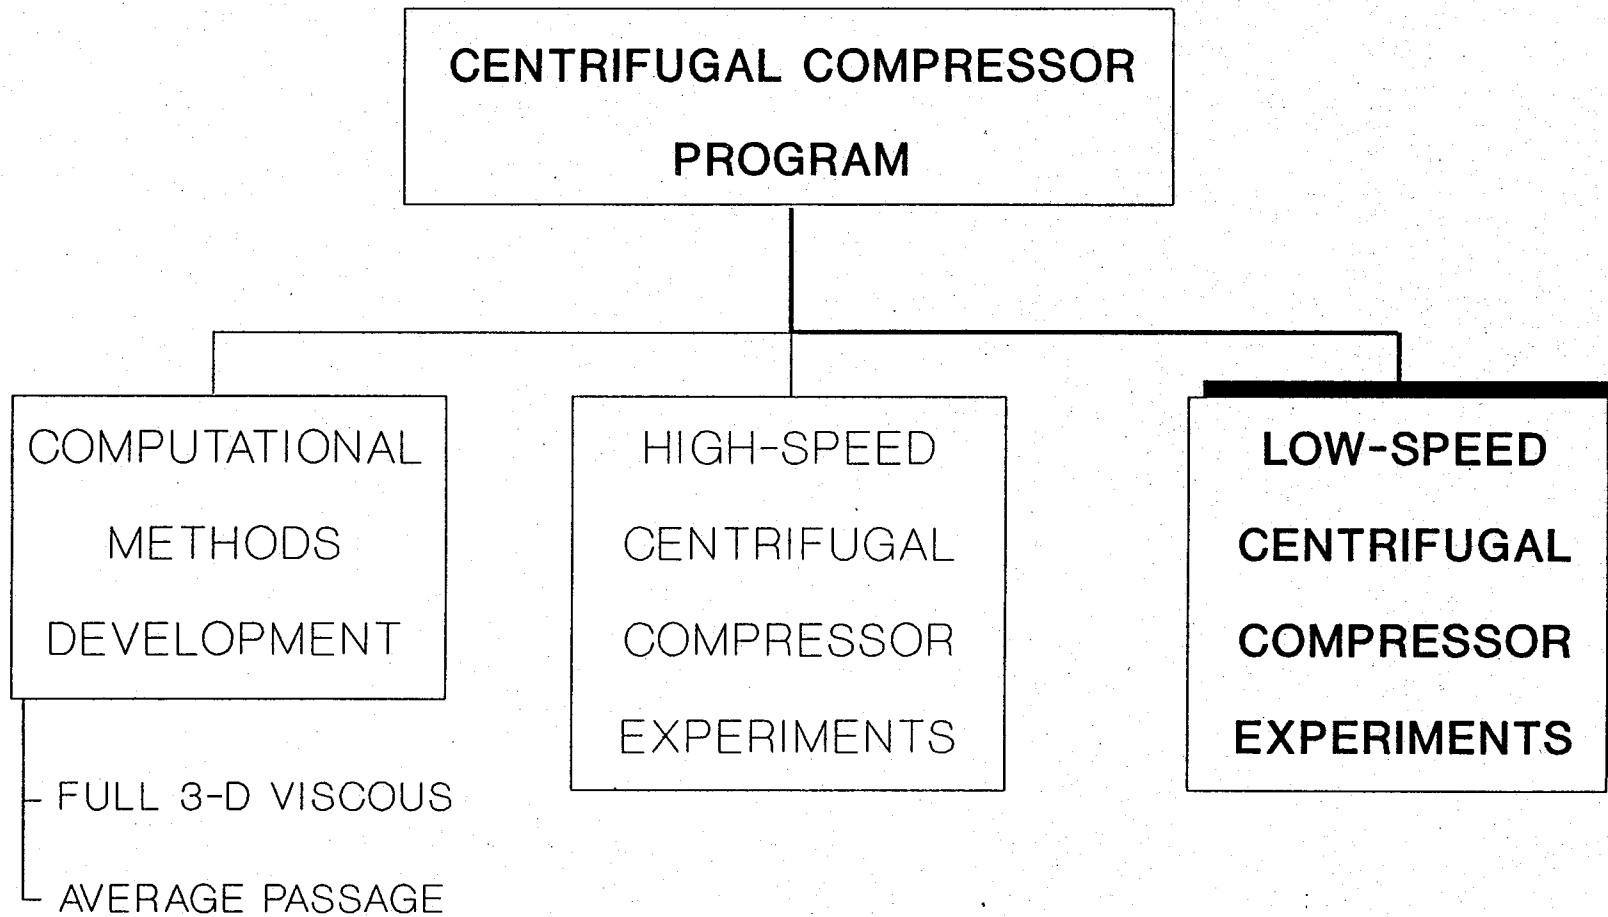 CENTRIFUGAL COMPRESSOR
PROGRAM
COMPUTATIONAL
METHODS
DEVELOPMENT
FULL 3-D VISCOUS
AVERAGE PASSAGE
HIGH-SPEED
CENTRIFUGAL
COMPRESSOR
EXPERIMENTS
LOW-SPEED
CENTRIFUGAL
COMPRESSOR
EXPERIMENTS